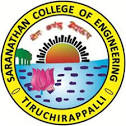 SARANATHAN COLLEGE OF ENGINEERING
TIRUCHIRAPPALLI